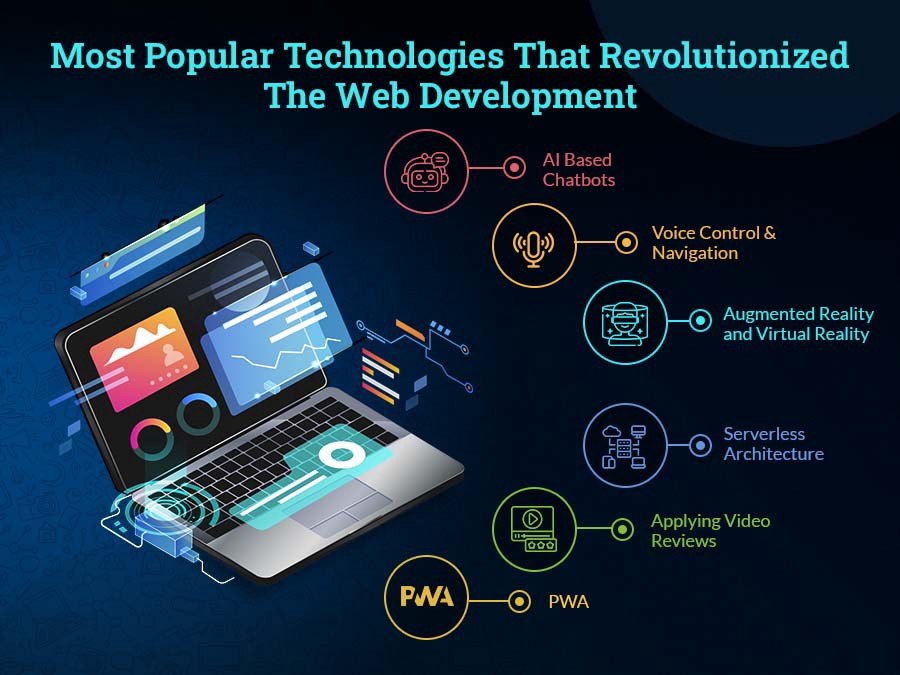 Most Popular Technologies That Revolutionized
The Web Development
AI Based
Chatbots
Voice Control &
Navigation
Augmented Reality
and Virtual Reality
Serverless
Architecture
Applying Video
Reviews
PWA
PWA